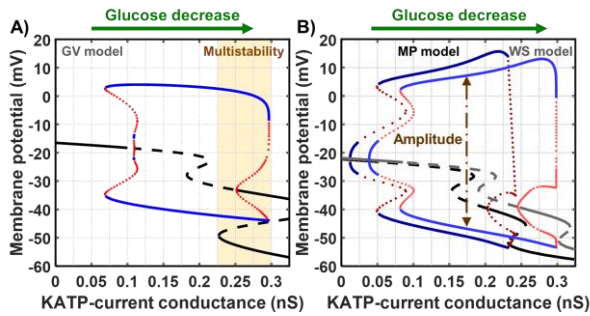 Glucose decrease
A)
GV model
Multistability
20
10
0
-10
-20
-30
-40
-50
-60
Membrane potential (mV)
0 0.05 0.1 0.15 0.2 0.25 0.3
KATP-current conductance (nS)
Glucose decrease
B)
MP model
WS model
Amplitude
20
10
0
-10
-20
-30
-40
-50
-60
Membrane potential (mV)
0 0.05 0.1 0.15 0.2 0.25 0.3
KATP-current conductance (nS)